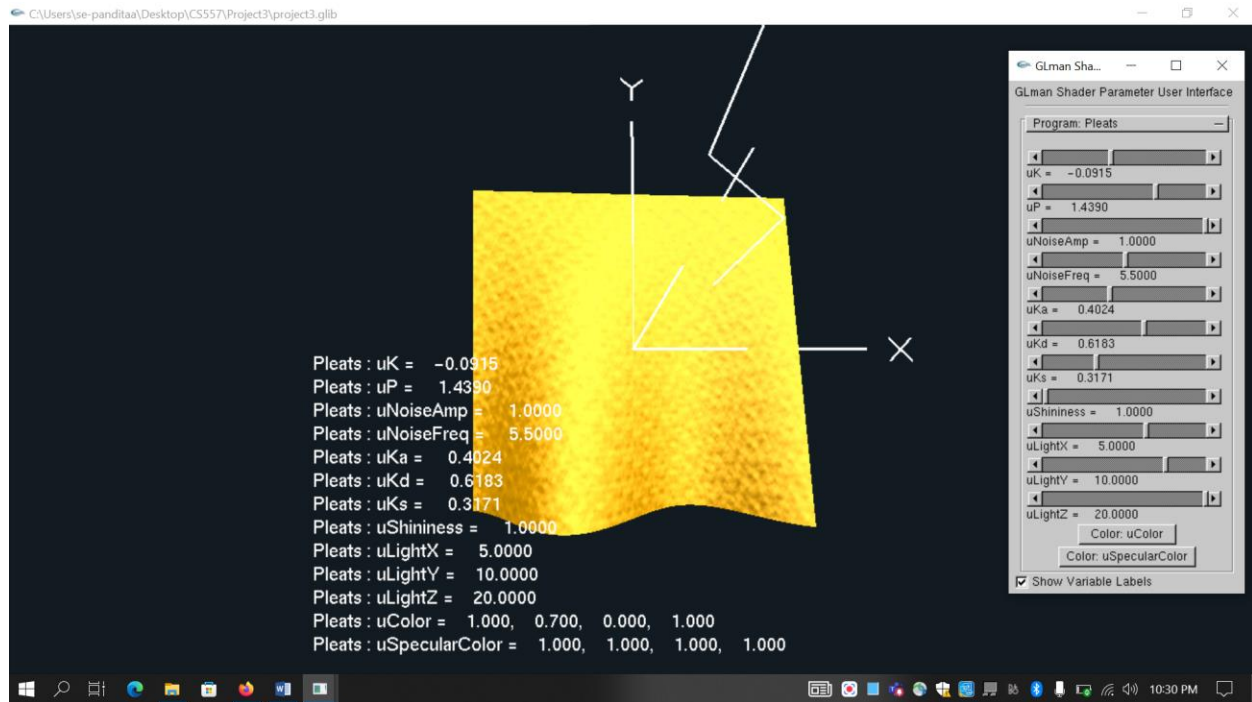 C:\Users\se-panditaa\Desktop\CS557\Project3\project3.glib
Y
X
Pleats : uK = -0.0915
Pleats : uP = 1.4390
Pleats : uNoiseAmp = 1.0000
Pleats : uNoiseFreq = 5.5000
Pleats : uKa = 0.4024
Pleats : uKd = 0.6183
Pleats : uKs = 0.3171
Pleats : uShininess = 1.0000
Pleats : uLightX = 5.0000
Pleats : uLightY = 10.0000
Pleats : uLightZ = 20.0000
Pleats : uColor = 1.000, 0.700, 0.000, 1.000
Pleats : uSpecularColor = 1.000, 1.000, 1.000, 1.000
GLman Sha...
GLman Shader Parameter User Interface
Program: Pleats
uK = -0.0915
uP = 1.4390
uNoiseAmp = 1.0000
uNoiseFreq = 5.5000
uKa = 0.4024
uKd = 0.6183
uKs = 0.3171
uShininess = 1.0000
uLightX = 5.0000
uLightY = 10.0000
uLightZ = 20.0000
Color: uColor
Color: uSpecularColor
Show Variable Labels
10:30 PM